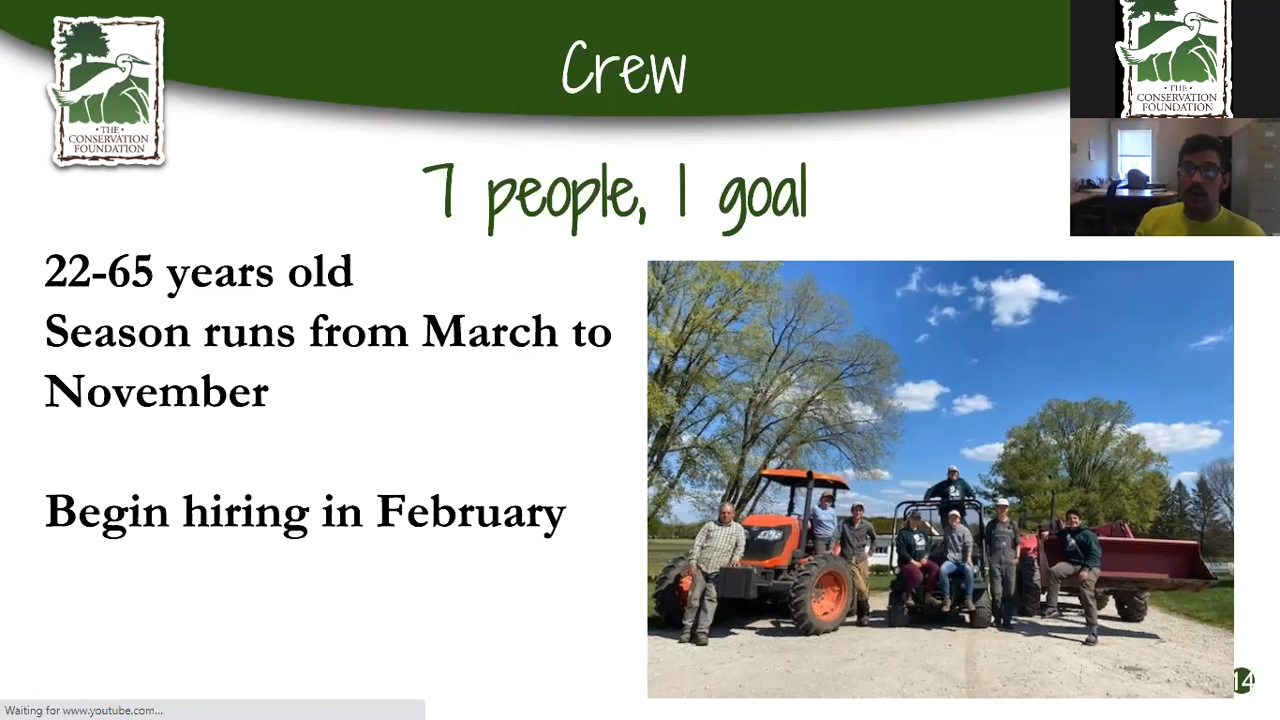 Crew
· THE ·
CONSERVATION
FOUNDATION
· THE ·
CONSERVATION
FOUNDATION
7 people, 1 goal
22-65 years old
Season runs from March to
November
Begin hiring in February
14
Waiting for www.youtube.com...